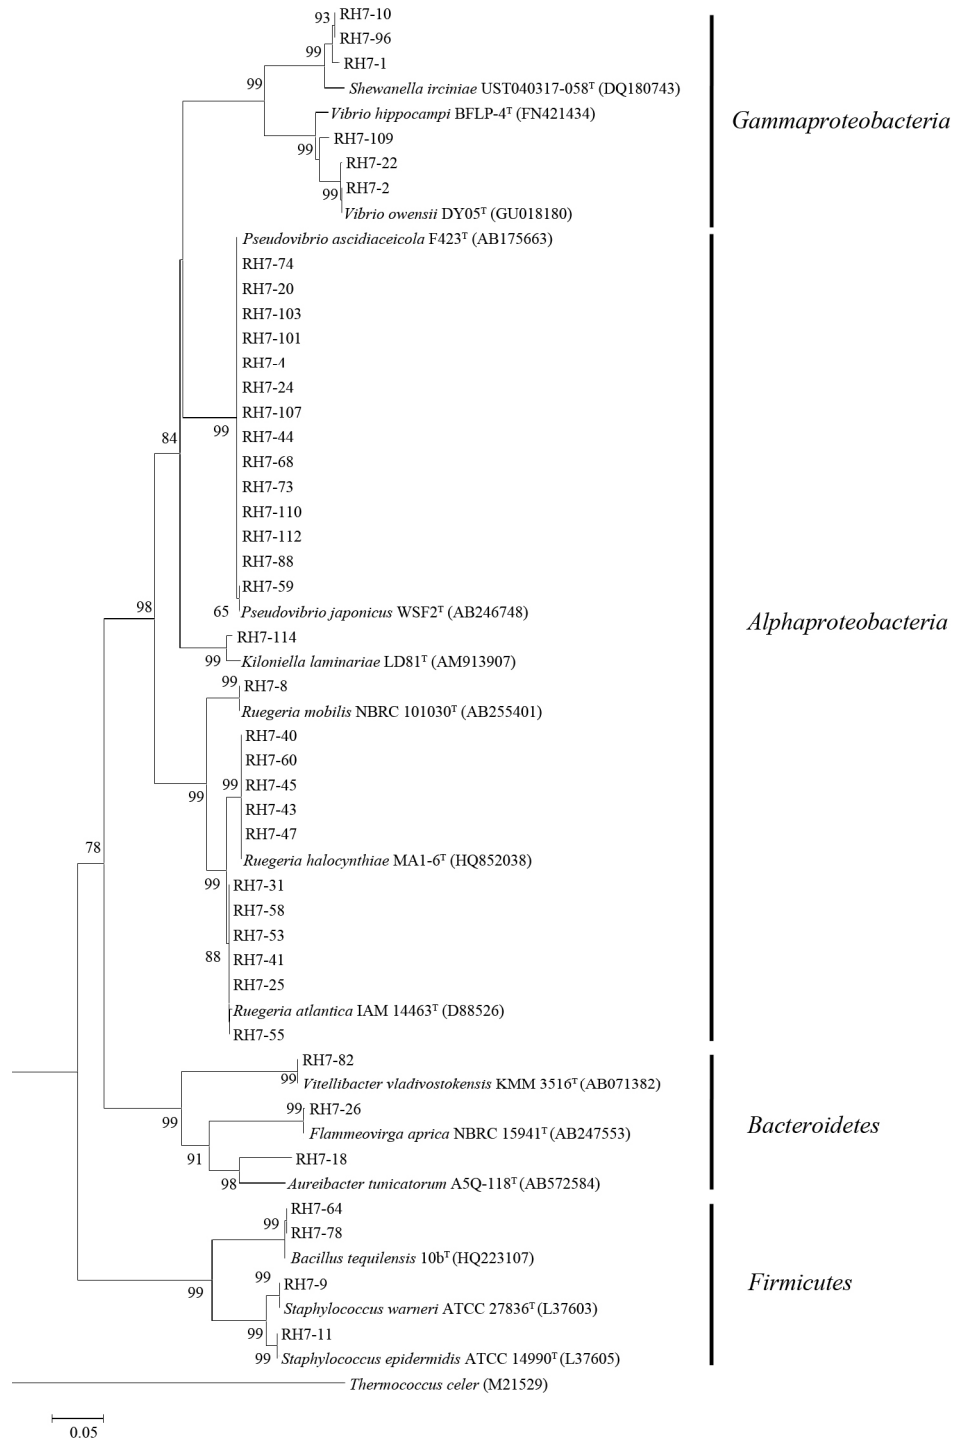 93
RH7-10
RH7-96
99
RH7-1
99
Shewanella irciniae UST040317-058ᵀ (DQ180743)
Vibrio hippocampi BFLP-4ᵀ (FN421434)
Gammaproteobacteria
RH7-109
99
RH7-22
RH7-2
99
Vibrio owensii DY05ᵀ (GU018180)
Pseudovibrio ascidiaceicola F423ᵀ (AB175663)
RH7-74
RH7-20
RH7-103
RH7-101
RH7-4
RH7-24
RH7-107
99
84
RH7-44
RH7-68
RH7-73
RH7-110
RH7-112
RH7-88
RH7-59
98
65
Pseudovibrio japonicus WSF2ᵀ (AB246748)
Alphaproteobacteria
RH7-114
99
Kiloniella laminariae LD81ᵀ (AM913907)
99
RH7-8
Ruegeria mobilis NBRC 101030ᵀ (AB255401)
RH7-40
RH7-60
99
RH7-45
99
RH7-43
RH7-47
78
Ruegeria halocynthiae MA1-6ᵀ (HQ852038)
99
RH7-31
RH7-58
RH7-53
88
RH7-41
RH7-25
Ruegeria atlantica IAM 14463ᵀ (D88526)
RH7-55
RH7-82
99
Vitellibacter vladivostokensis KMM 3516ᵀ (AB071382)
99
RH7-26
99
Flammeovirga aprica NBRC 15941ᵀ (AB247553)
Bacteroidetes
91
RH7-18
98
Aureibacter tunicatorum A5Q-118ᵀ (AB572584)
RH7-64
99
RH7-78
Bacillus tequilensis 10bᵀ (HQ223107)
99
RH7-9
Firmicutes
99
Staphylococcus warneri ATCC 27836ᵀ (L37603)
99
RH7-11
99
Staphylococcus epidermidis ATCC 14990ᵀ (L37605)
Thermococcus celer (M21529)
0.05